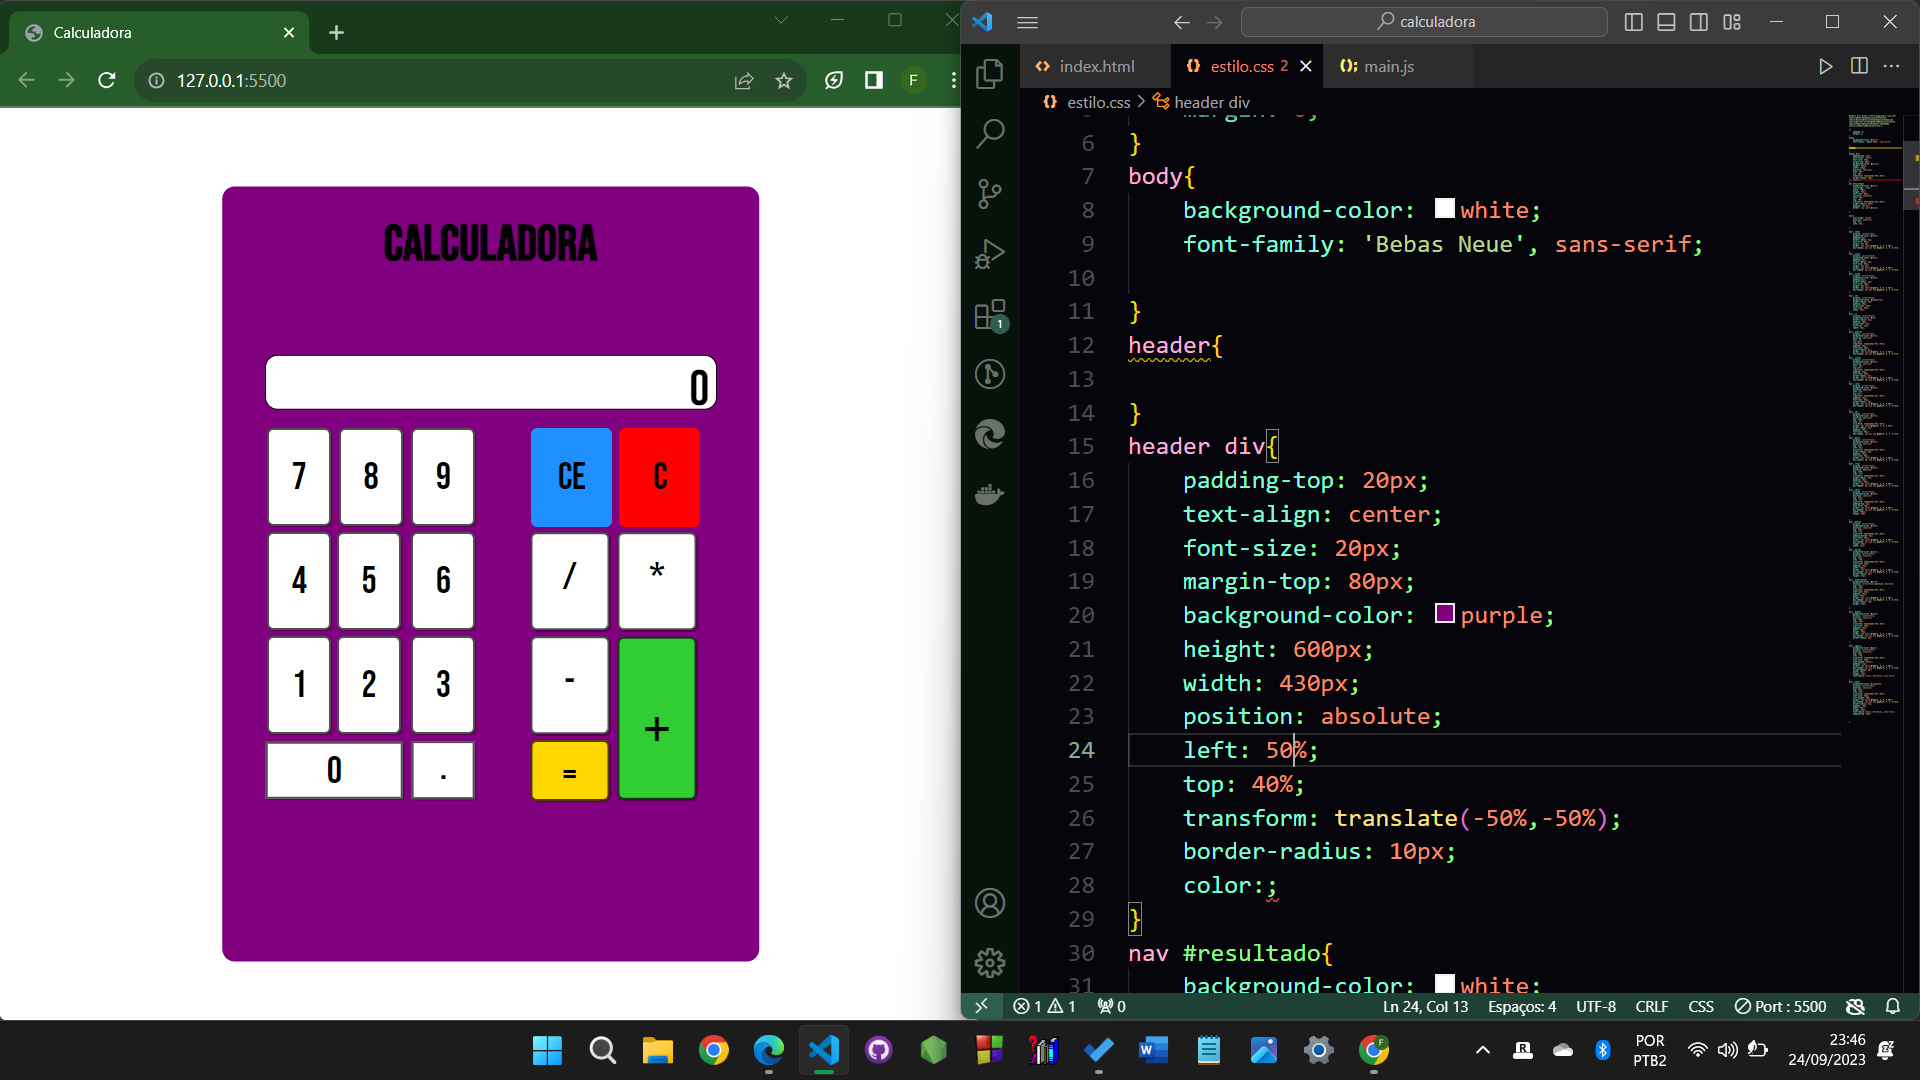 Calculadora
127.0.0.1:5500
F
CALCULADORA
0
7 8 9 CE C
4 5 6 / *
1 2 3 - +
0 . =
calculadora
index.html
estilo.css 2
main.js
estilo.css > header div
6 }
7 body{
8 background-color: white;
9 font-family: 'Bebas Neue', sans-serif;
10
11 }
12 header{
13
14 }
15 header div{
16 padding-top: 20px;
17 text-align: center;
18 font-size: 20px;
19 margin-top: 80px;
20 background-color: purple;
21 height: 600px;
22 width: 430px;
23 position: absolute;
24 left: 50%;
25 top: 40%;
26 transform: translate(-50%,-50%);
27 border-radius: 10px;
28 color:;
29 }
30 nav #resultado{
31 background-color: white;
1
1 1 0 Ln 24, Col 13 Espaços: 4 UTF-8 CRLF CSS Port : 5500
POR
PTB2
23:46
24/09/2023